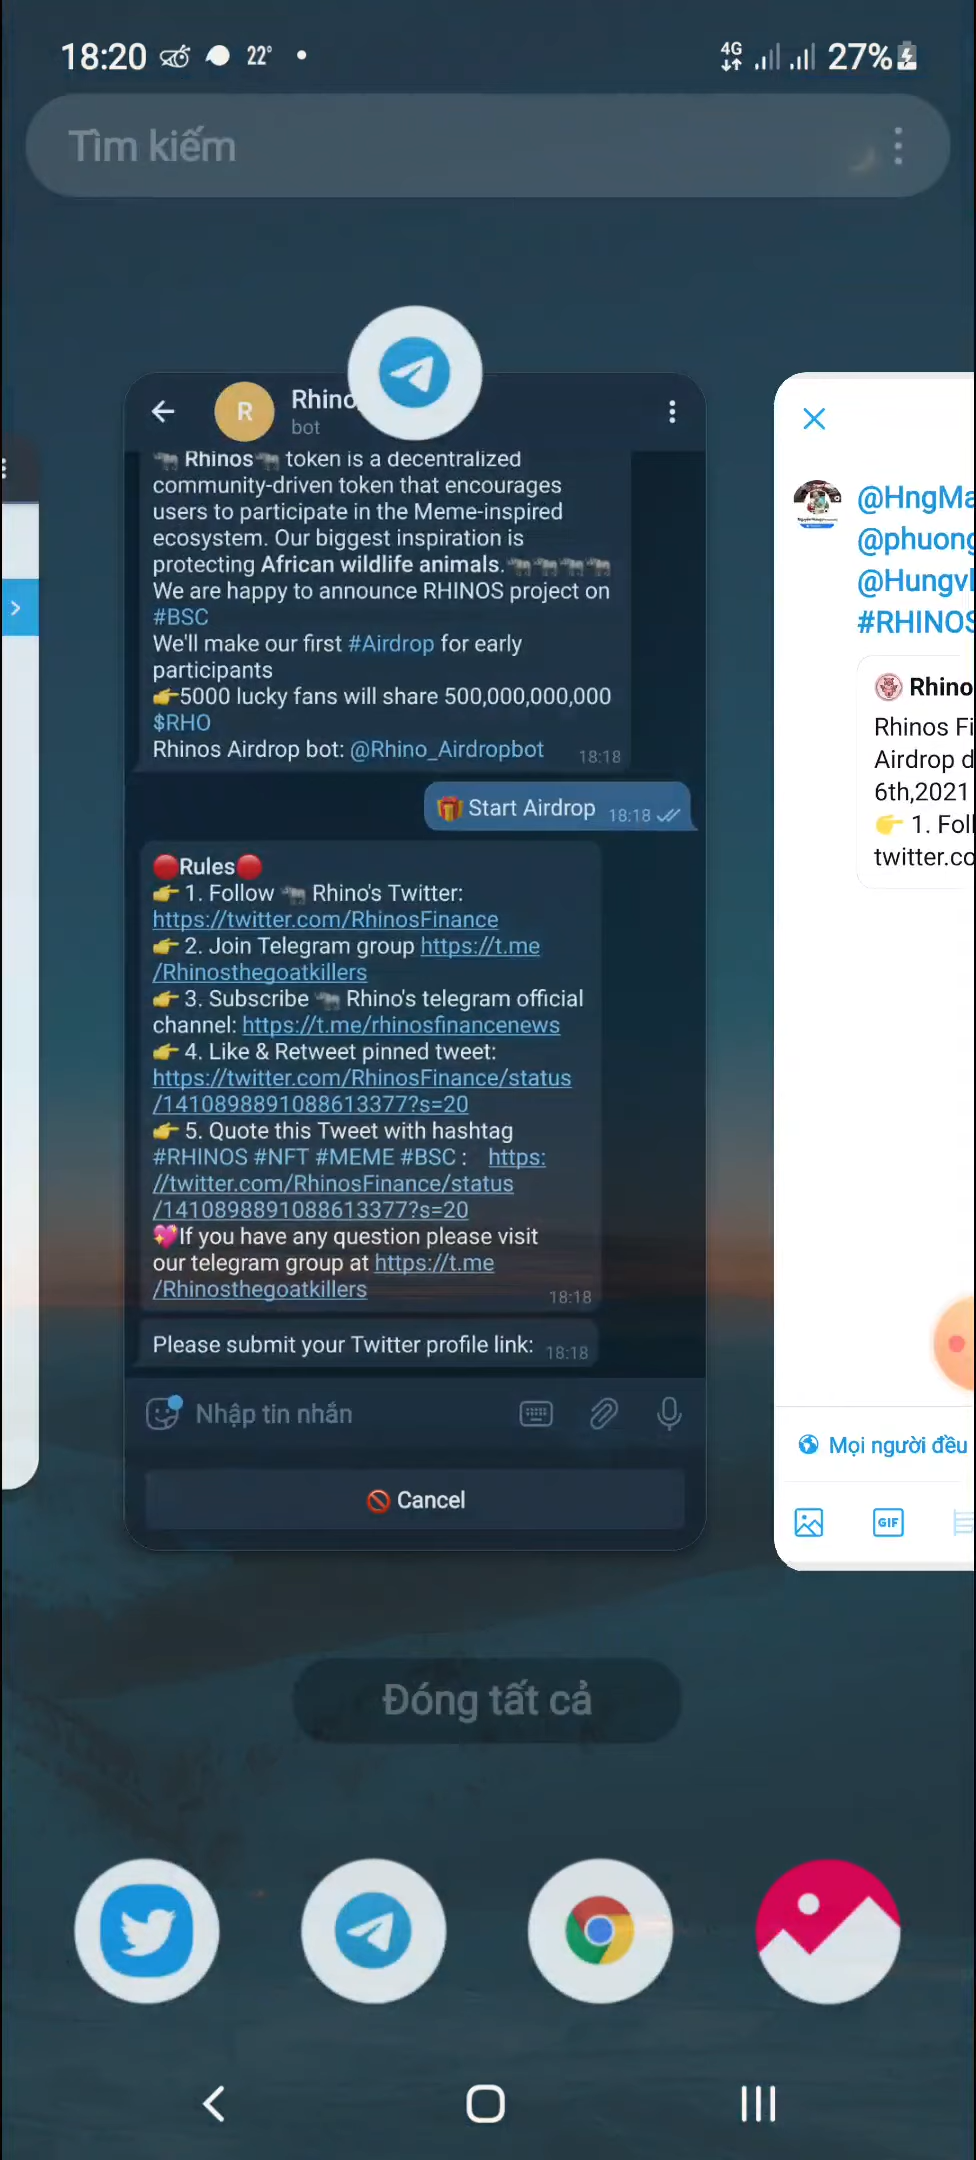 18:20 22° 4G 27%
Tìm kiếm
R
bot
Rhinos token is a decentralized
community-driven token that encourages
users to participate in the Meme-inspired
ecosystem. Our biggest inspiration is
protecting African wildlife animals.🦏🦏🦏🦏
We are happy to announce RHINOS project on
#BSC
We'll make our first #Airdrop for early
participants
👉5000 lucky fans will share 500,000,000,000
$RHO
Rhinos Airdrop bot: @Rhino_Airdropbot 18:18
🎁 Start Airdrop 18:18
🔴Rules🔴
👉 1. Follow 🦏 Rhino's Twitter:
https://twitter.com/RhinosFinance
👉 2. Join Telegram group https://t.me
/Rhinosthegoatkillers
👉 3. Subscribe 🦏 Rhino's telegram official
channel: https://t.me/rhinosfinancenews
👉 4. Like & Retweet pinned tweet:
https://twitter.com/RhinosFinance/status
/1410898891088613377?s=20
👉 5. Quote this Tweet with hashtag
#RHINOS #NFT #MEME #BSC : https:
//twitter.com/RhinosFinance/status
/1410898891088613377?s=20
💖If you have any question please visit
our telegram group at https://t.me
/Rhinosthegoatkillers 18:18
Please submit your Twitter profile link: 18:18
Nhập tin nhắn
🚫 Cancel
@HngMa
@phuong
#RHINOS
Rhino
Rhinos Fi
Airdrop d
6th,2021
👉 1. Foll
twitter.co
Mọi người đều
GIF
Đóng tất cả